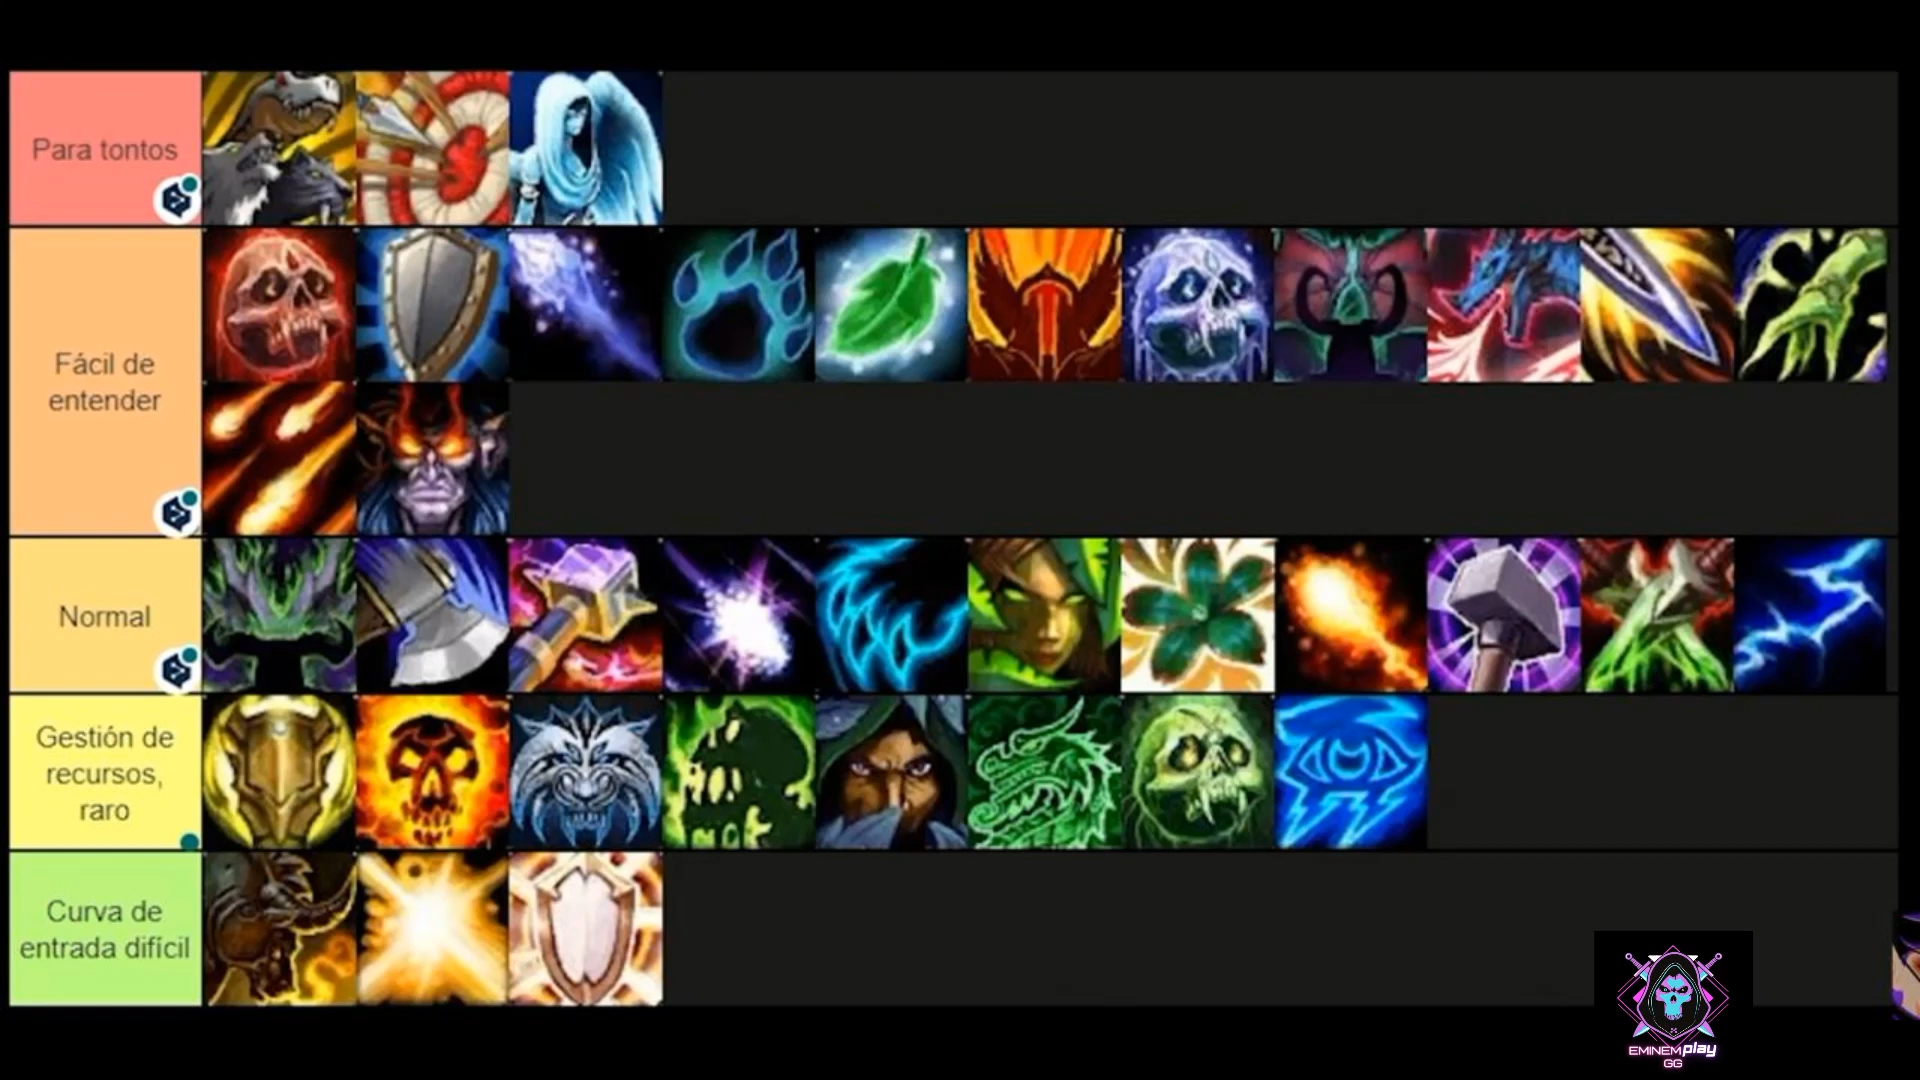 Para tontos
Fácil de
entender
Normal
Gestión de
recursos,
raro
Curva de
entrada difícil
EMINEMplay
GG